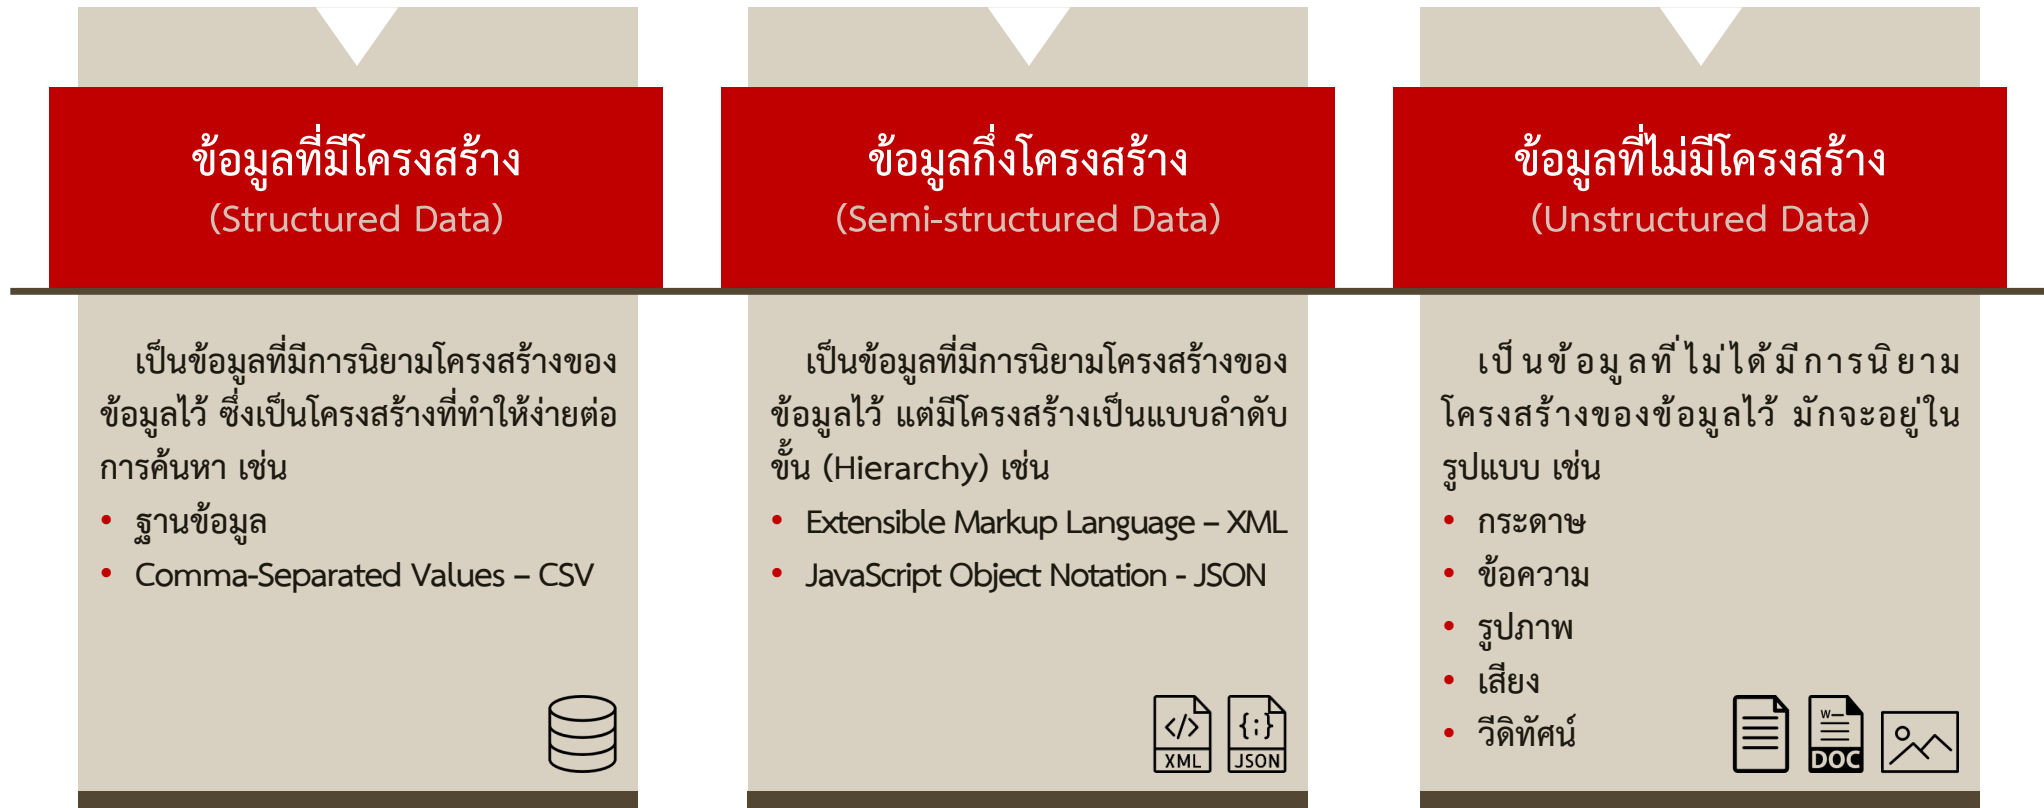 ข้อมูลที่มีโครงสร้าง
(Structured Data)
เป็นข้อมูลที่มีการนิยามโครงสร้างของ
ข้อมูลไว้ ซึ่งเป็นโครงสร้างที่ทำให้ง่ายต่อ
การค้นหา เช่น
• ฐานข้อมูล
• Comma-Separated Values – CSV
ข้อมูลกึ่งโครงสร้าง
(Semi-structured Data)
เป็นข้อมูลที่มีการนิยามโครงสร้างของ
ข้อมูลไว้ แต่มีโครงสร้างเป็นแบบลำดับ
ขั้น (Hierarchy) เช่น
• Extensible Markup Language – XML
• JavaScript Object Notation - JSON
</>
XML
{;}
JSON
ข้อมูลที่ไม่มีโครงสร้าง
(Unstructured Data)
เป็นข้อมูลที่ไม่ได้มีการนิยาม
โครงสร้างของข้อมูลไว้ มักจะอยู่ใน
รูปแบบ เช่น
• กระดาษ
• ข้อความ
• รูปภาพ
• เสียง
• วีดิทัศน์
W
DOC